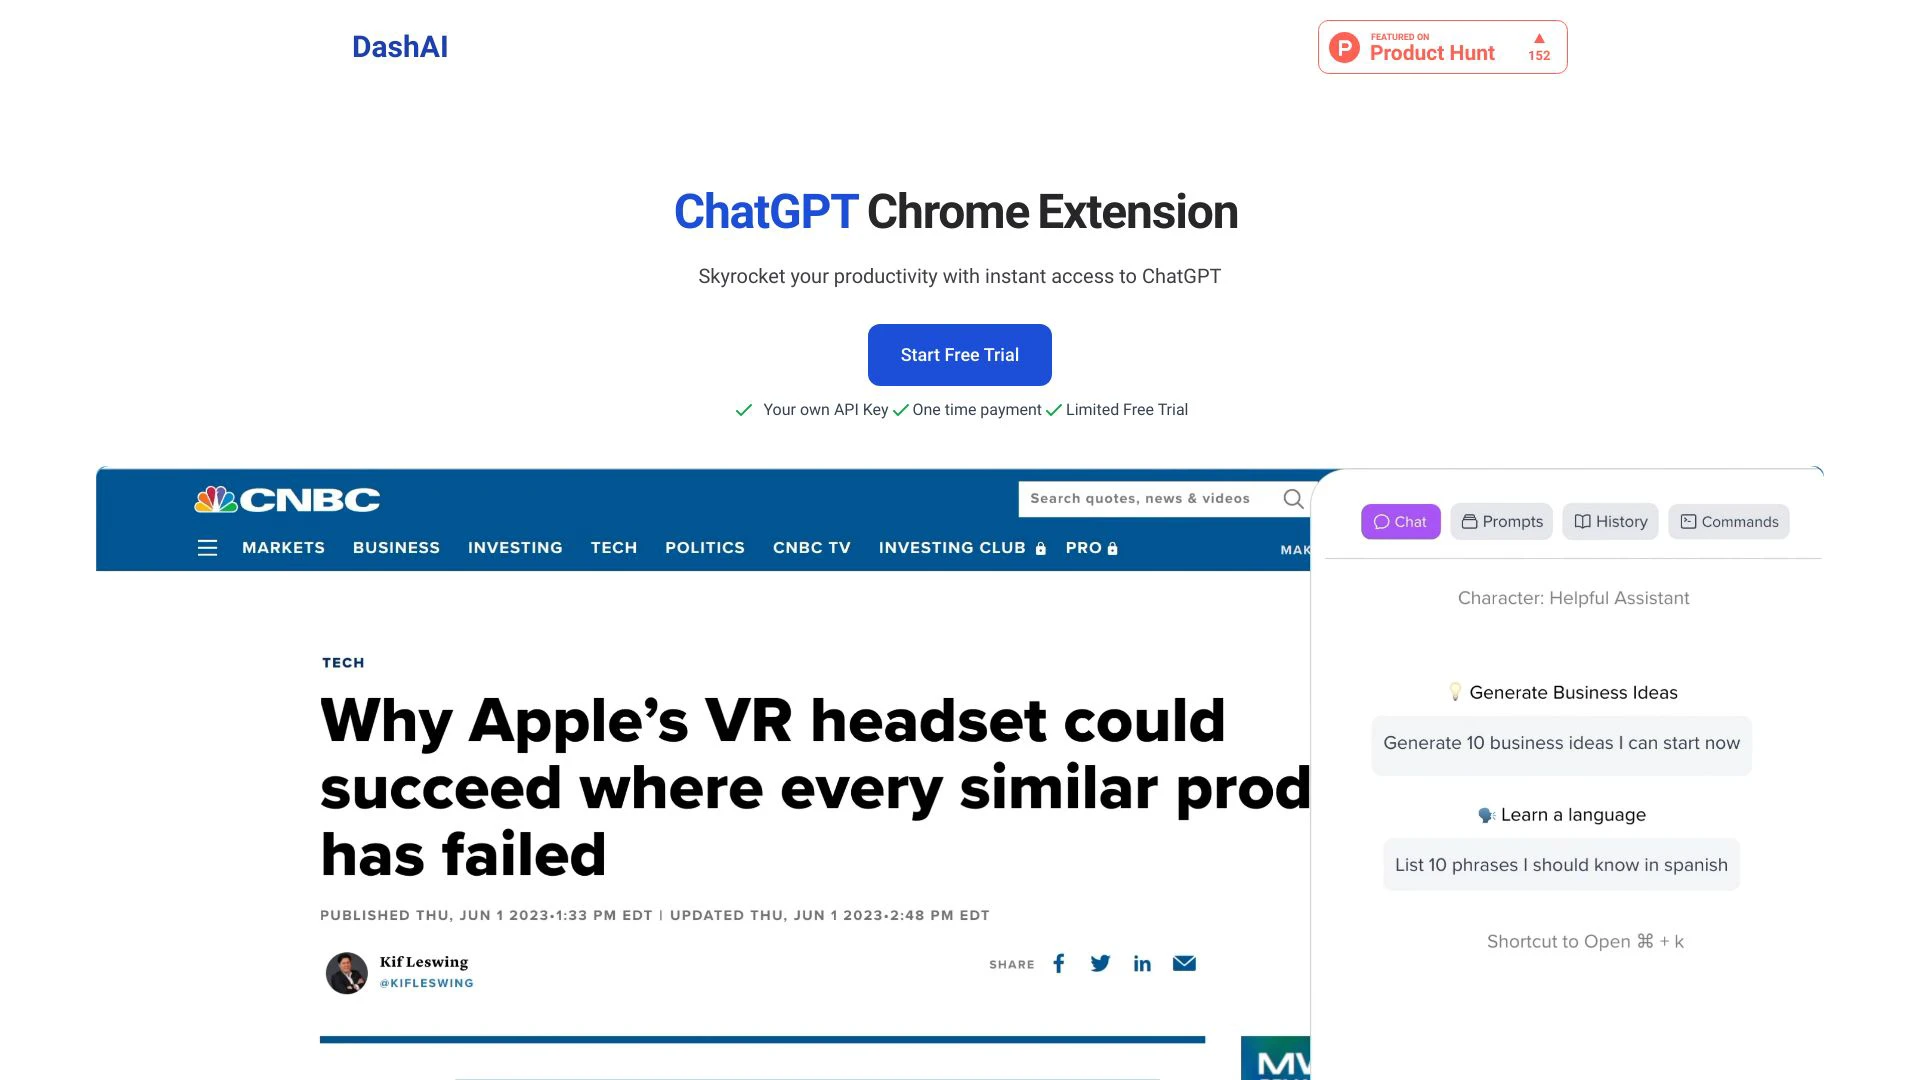 DashAI
FEATURED ON
Product Hunt
152
ChatGPT Chrome Extension
Skyrocket your productivity with instant access to ChatGPT
Start Free Trial
Your own API Key One time payment Limited Free Trial
CNBC
Search quotes, news & videos
MARKETS BUSINESS INVESTING TECH POLITICS CNBC TV INVESTING CLUB PRO
TECH
Why Apple’s VR headset could
succeed where every similar prod
has failed
PUBLISHED THU, JUN 1 2023•1:33 PM EDT | UPDATED THU, JUN 1 2023•2:48 PM EDT
Kif Leswing
@KIFLESWING
SHARE
Chat Prompts History Commands
Character: Helpful Assistant
Generate Business Ideas
Generate 10 business ideas I can start now
Learn a language
List 10 phrases I should know in spanish
Shortcut to Open ⌘ + k